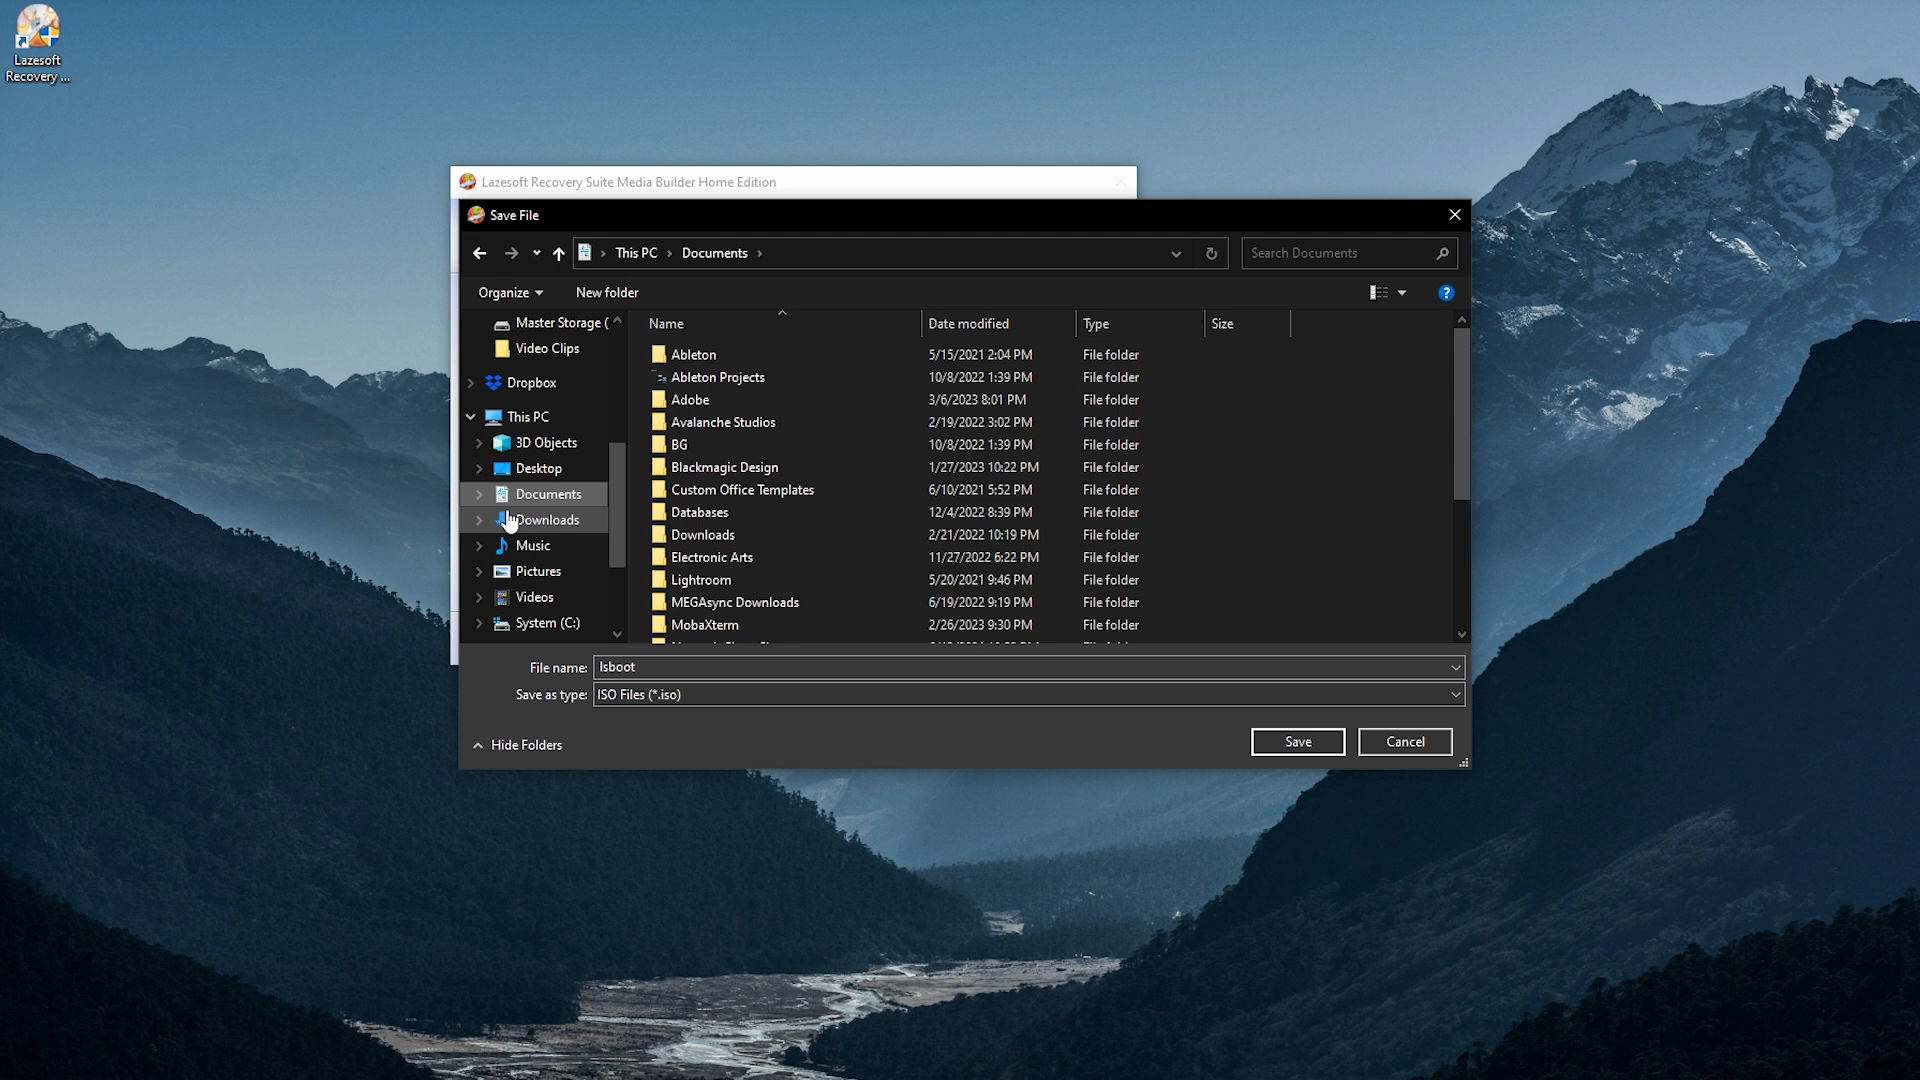 Lazesoft
Recovery ...
Lazesoft Recovery Suite Media Builder Home Edition
Save File
This PC
Documents
Search Documents
Organize
New folder
Master Storage (
Video Clips
Dropbox
This PC
3D Objects
Desktop
Documents
Downloads
Music
Pictures
Videos
System (C:)
Name Date modified Type Size
Ableton 5/15/2021 2:04 PM File folder
Ableton Projects 10/8/2022 1:39 PM File folder
Adobe 3/6/2023 8:01 PM File folder
Avalanche Studios 2/19/2022 3:02 PM File folder
BG 10/8/2022 1:39 PM File folder
Blackmagic Design 1/27/2023 10:22 PM File folder
Custom Office Templates 6/10/2021 5:52 PM File folder
Databases 12/4/2022 8:39 PM File folder
Downloads 2/21/2022 10:19 PM File folder
Electronic Arts 11/27/2022 6:22 PM File folder
Lightroom 5/20/2021 9:46 PM File folder
MEGAsync Downloads 6/19/2022 9:19 PM File folder
MobaXterm 2/26/2023 9:30 PM File folder
File name: lsboot
Save as type: ISO Files (*.iso)
Hide Folders
Save
Cancel